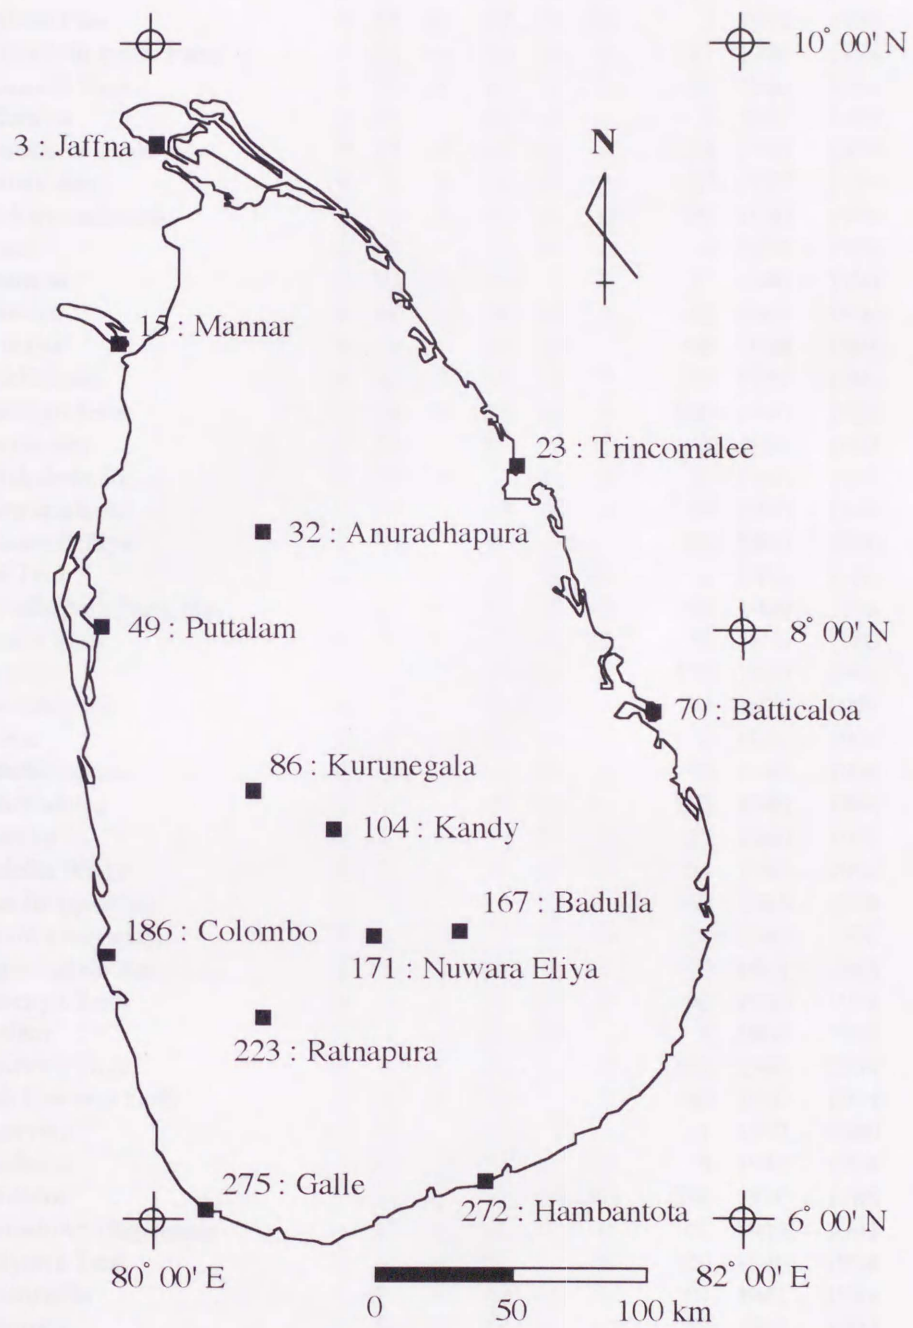 10° 00' N
3 : Jaffna
N
15 : Mannar
23 : Trincomalee
32 : Anuradhapura
49 : Puttalam
8° 00' N
70 : Batticaloa
86 : Kurunegala
104 : Kandy
167 : Badulla
186 : Colombo
171 : Nuwara Eliya
223 : Ratnapura
275 : Galle
272 : Hambantota
6° 00' N
80° 00' E
82° 00' E
0 50 100 km